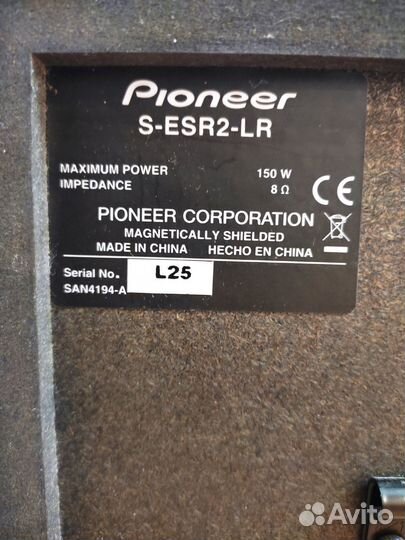 Pioneer
S-ESR2-LR
MAXIMUM POWER 150 W
IMPEDANCE 8 Ω
CE
PIONEER CORPORATION
MAGNETICALLY SHIELDED
MADE IN CHINA HECHO EN CHINA
Serial No. L25
SAN4194-A
Avito